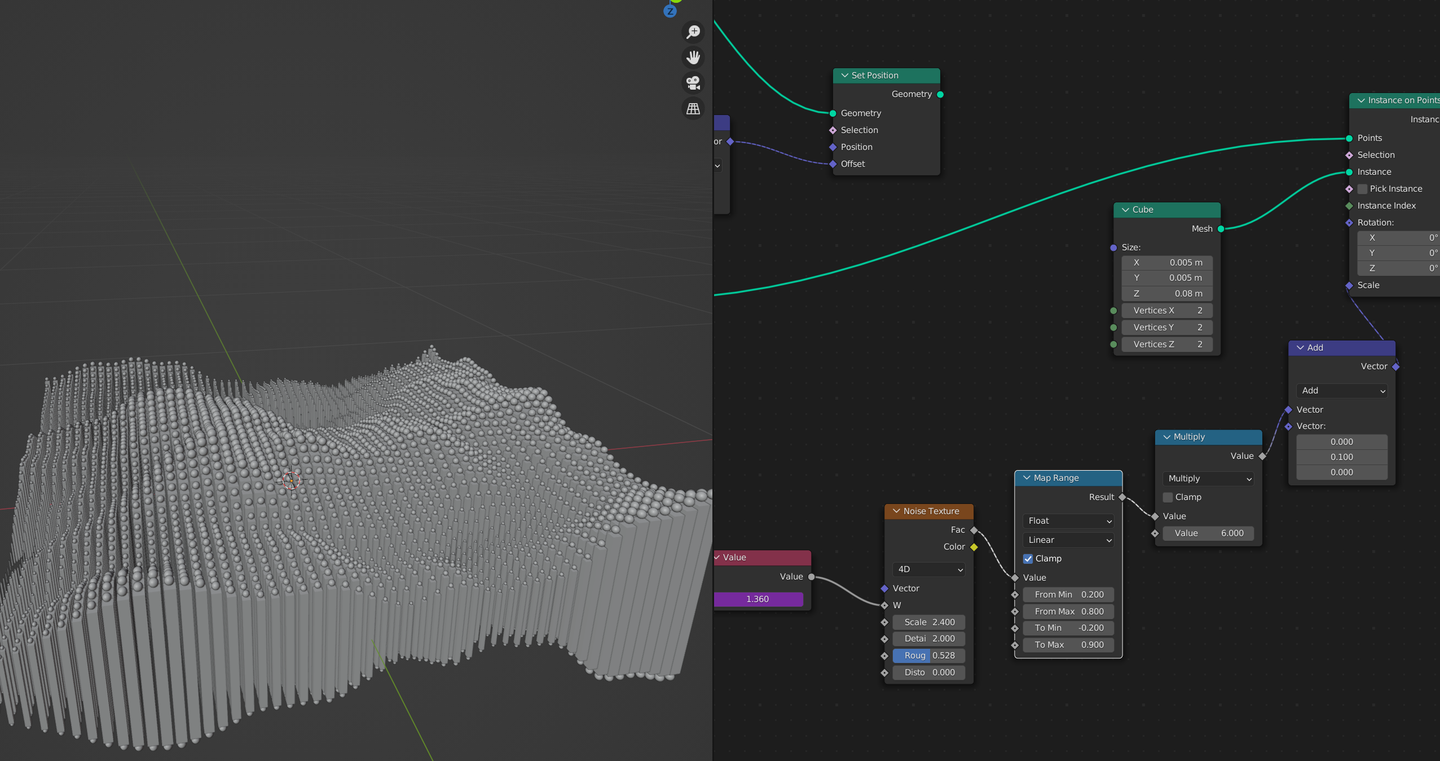 Z
Set Position
Geometry
Geometry
Selection
Position
Offset
or
Instance on Points
Instanc
Points
Selection
Instance
Pick Instance
Instance Index
Rotation:
X 0°
Y 0°
Z 0°
Scale
Cube
Mesh
Size:
X 0.005 m
Y 0.005 m
Z 0.08 m
Vertices X 2
Vertices Y 2
Vertices Z 2
Add
Vector
Add
Vector
Vector:
0.000
0.100
0.000
Multiply
Value
Multiply
Clamp
Value
Value 6.000
Map Range
Result
Float
Linear
Clamp
Value
From Min 0.200
From Max 0.800
To Min -0.200
To Max 0.900
Noise Texture
Fac
Color
4D
Vector
W
Scale 2.400
Detai 2.000
Roug 0.528
Disto 0.000
Value
Value
1.360